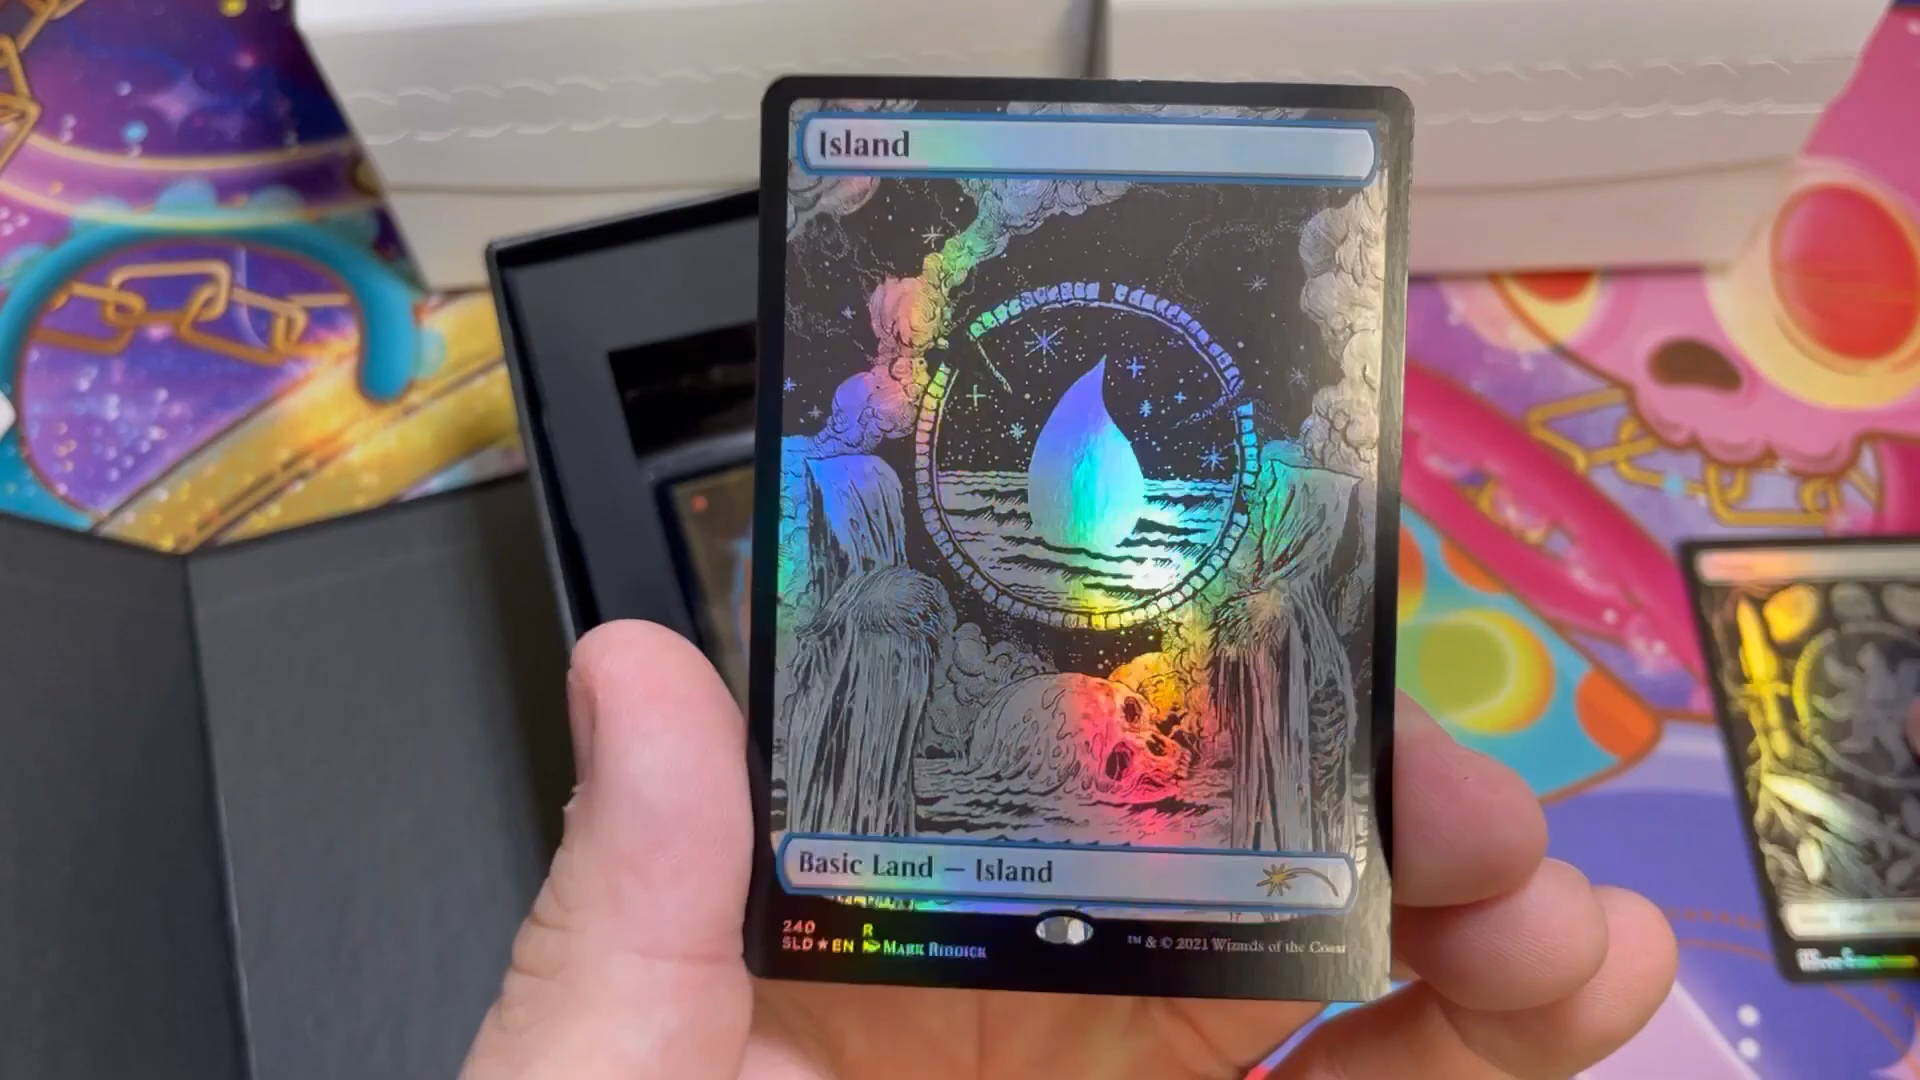 Island
Basic Land — Island
240 R
SLD ★ EN Mark Riddick
™ & © 2021 Wizards of the Coast